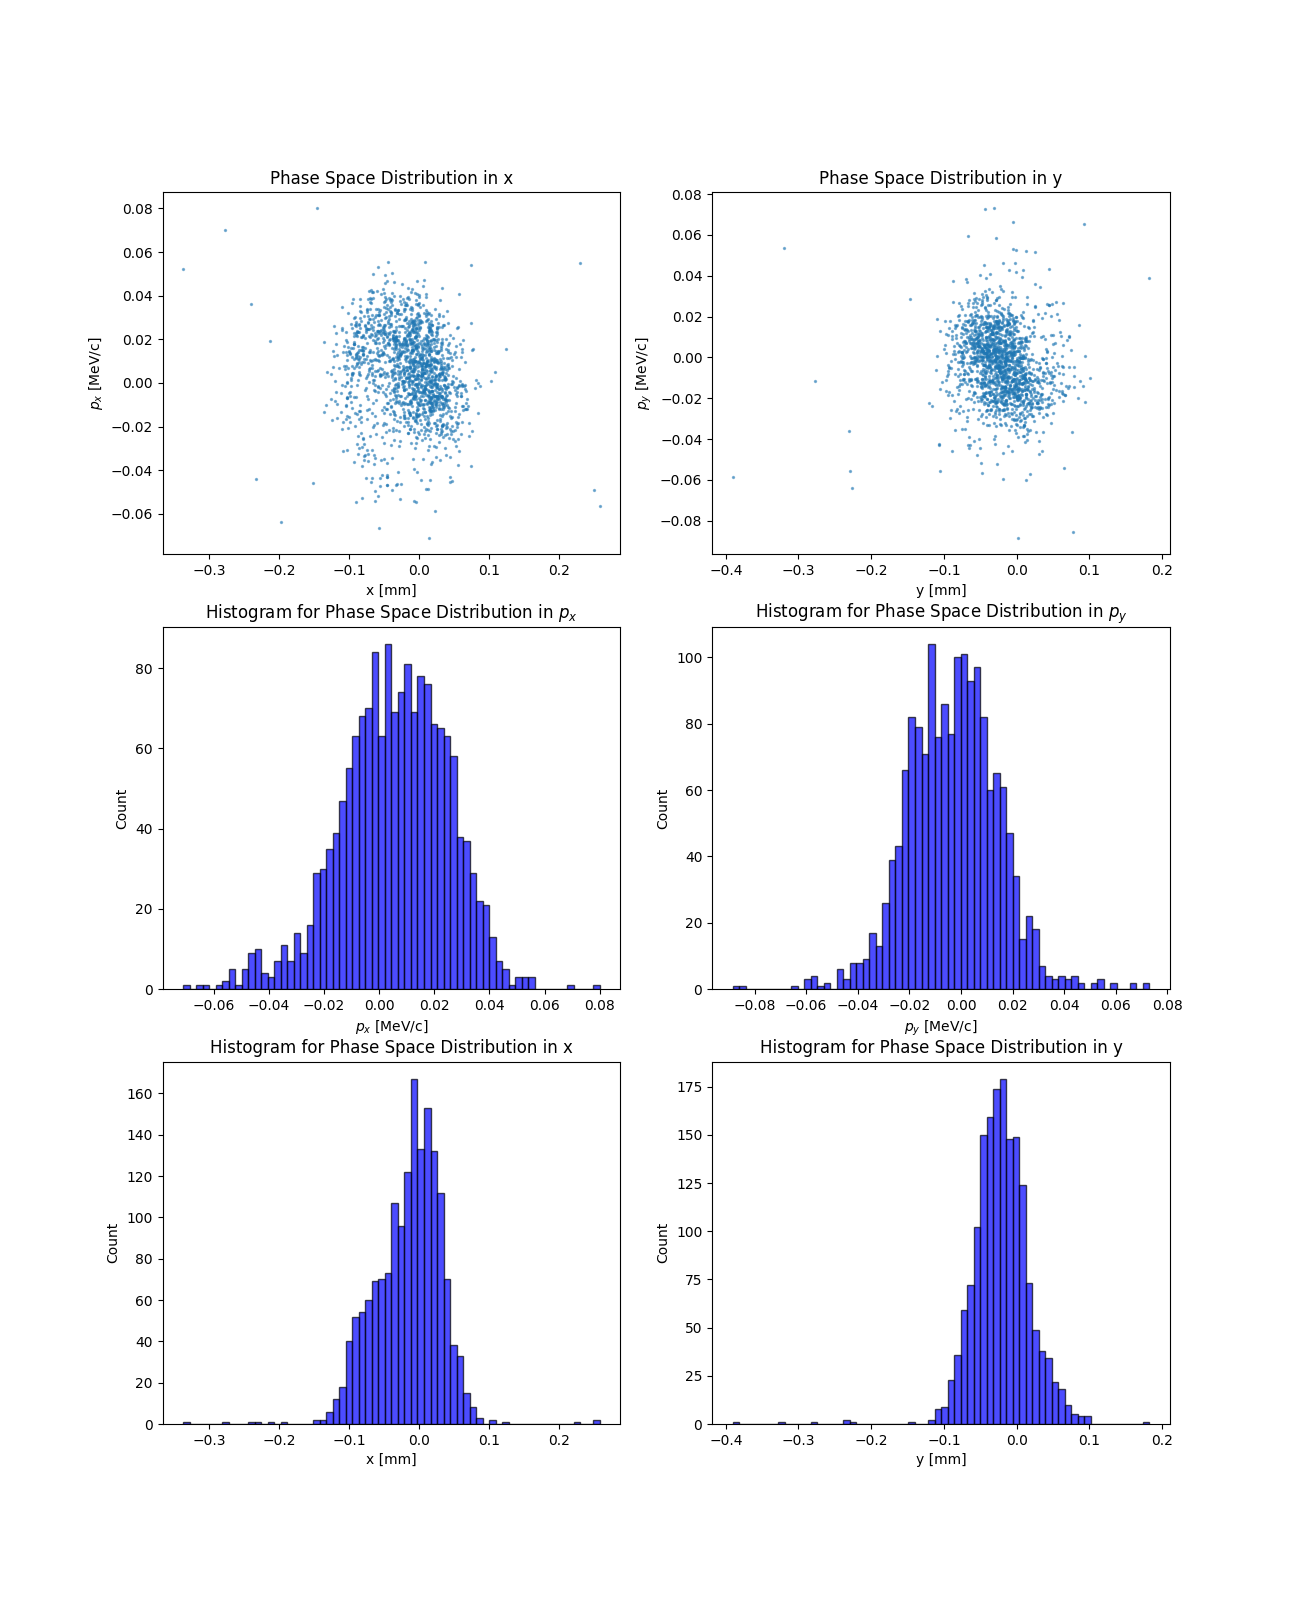 Phase Space Distribution in x
0.08
0.06
0.04
0.02
0.00
−0.02
−0.04
−0.06
p_x [MeV/c]
−0.3 −0.2 −0.1 0.0 0.1 0.2
x [mm]
Phase Space Distribution in y
0.08
0.06
0.04
0.02
0.00
−0.02
−0.04
−0.06
−0.08
p_y [MeV/c]
−0.4 −0.3 −0.2 −0.1 0.0 0.1 0.2
y [mm]
Histogram for Phase Space Distribution in p_x
80
60
40
20
0
Count
−0.06 −0.04 −0.02 0.00 0.02 0.04 0.06 0.08
p_x [MeV/c]
Histogram for Phase Space Distribution in p_y
100
80
60
40
20
0
Count
−0.08 −0.06 −0.04 −0.02 0.00 0.02 0.04 0.06 0.08
p_y [MeV/c]
Histogram for Phase Space Distribution in x
160
140
120
100
80
60
40
20
0
Count
−0.3 −0.2 −0.1 0.0 0.1 0.2
x [mm]
Histogram for Phase Space Distribution in y
175
150
125
100
75
50
25
0
Count
−0.4 −0.3 −0.2 −0.1 0.0 0.1 0.2
y [mm]